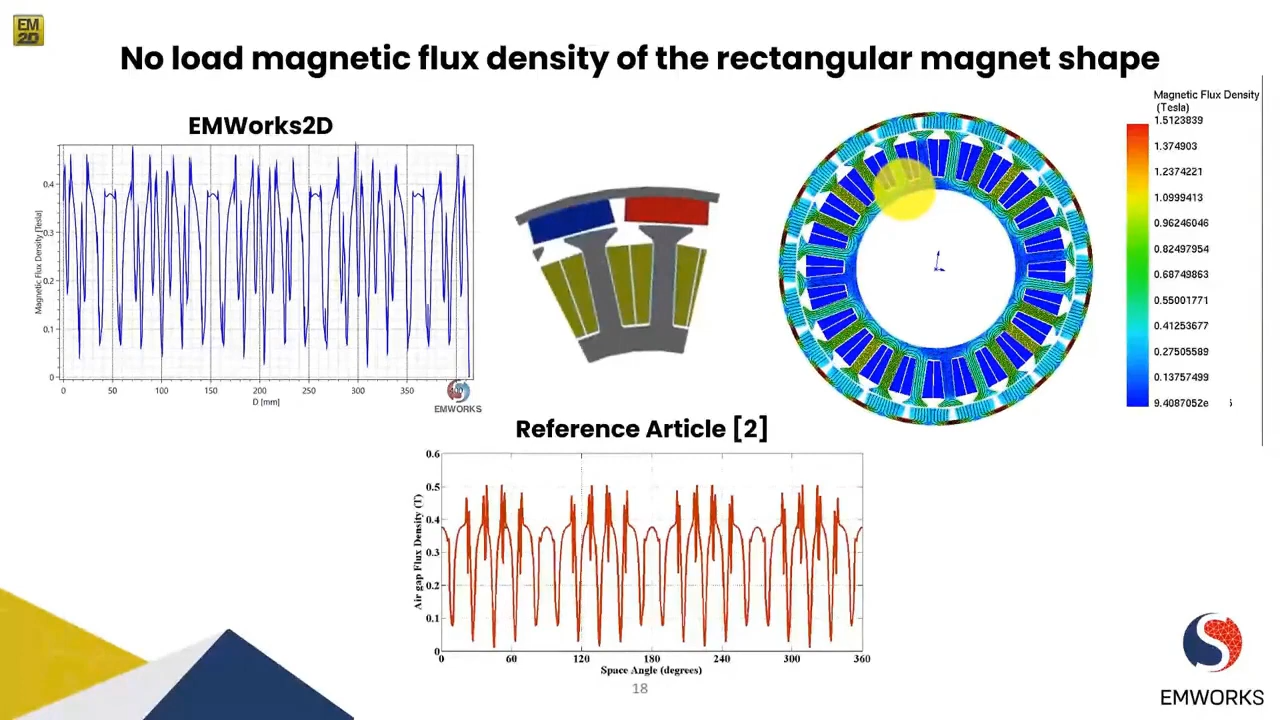 EM
2D
No load magnetic flux density of the rectangular magnet shape
EMWorks2D
Magnetic Flux Density [Tesla]
0.4
0.3
0.2
0.1
0
0 50 100 150 200 250 300 350
D [mm]
EMWORKS
Magnetic Flux Density
(Tesla)
1.5123839
1.374903
1.2374221
1.0999413
0.96246046
0.82497954
0.68749863
0.55001771
0.41253677
0.27505589
0.13757499
9.4087052e
Reference Article [2]
Air gap Flux Density (T)
0.6
0.5
0.4
0.3
0.2
0.1
0
0 60 120 180 240 300 360
Space Angle (degrees)
18
EMWORKS